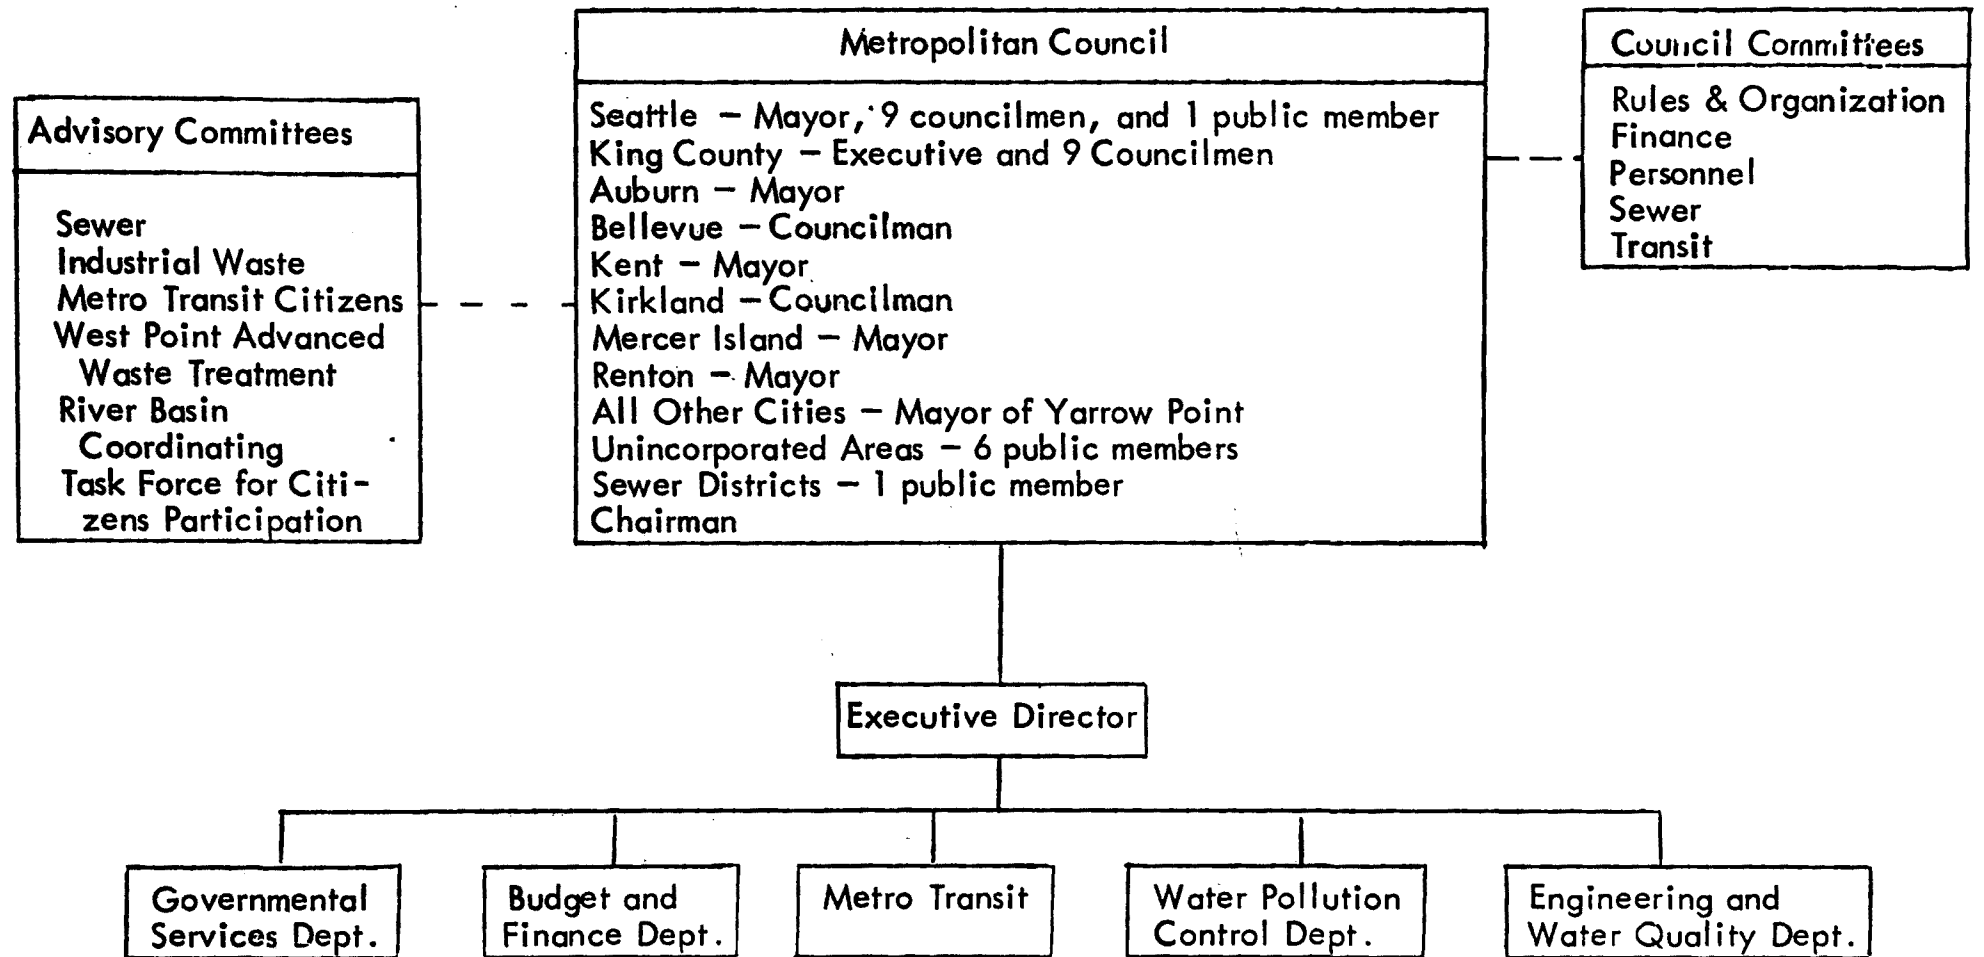 Metropolitan Council
Seattle – Mayor, 9 councilmen, and 1 public member
King County – Executive and 9 Councilmen
Auburn – Mayor
Bellevue – Councilman
Kent – Mayor
Kirkland – Councilman
Mercer Island – Mayor
Renton – Mayor
All Other Cities – Mayor of Yarrow Point
Unincorporated Areas – 6 public members
Sewer Districts – 1 public member
Chairman
Council Committees
Rules & Organization
Finance
Personnel
Sewer
Transit
Advisory Committees
Sewer
Industrial Waste
Metro Transit Citizens
West Point Advanced
Waste Treatment
River Basin
Coordinating
Task Force for Citi-
zens Participation
Executive Director
Governmental
Services Dept.
Budget and
Finance Dept.
Metro Transit
Water Pollution
Control Dept.
Engineering and
Water Quality Dept.